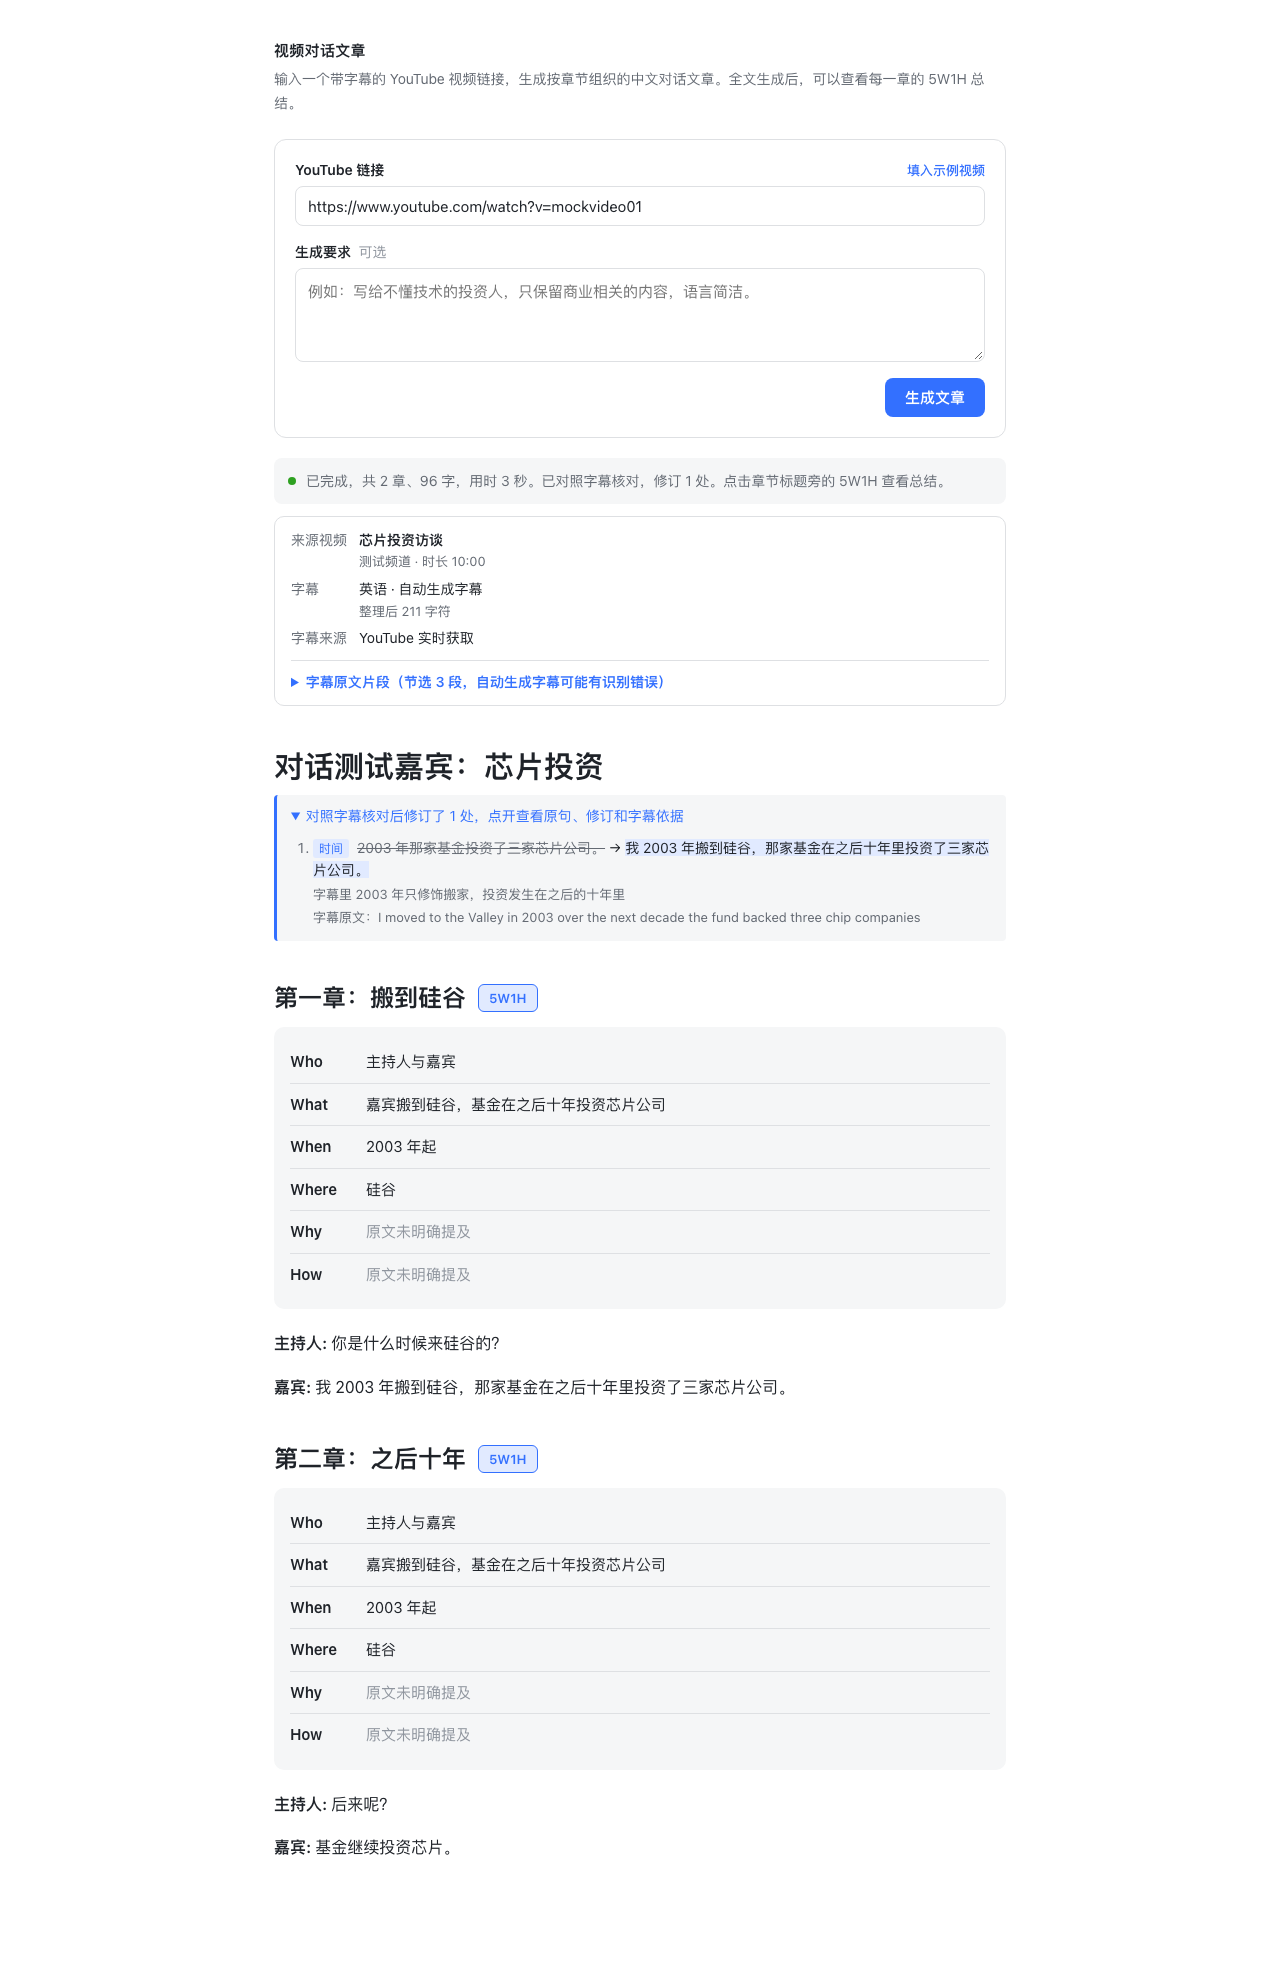 视频对话文章
输入一个带字幕的 YouTube 视频链接，生成按章节组织的中文对话文章。全文生成后，可以查看每一章的 5W1H 总
结。
YouTube 链接
填入示例视频
https://www.youtube.com/watch?v=mockvideo01
生成要求 可选
例如：写给不懂技术的投资人，只保留商业相关的内容，语言简洁。
生成文章
已完成，共 2 章、96 字，用时 3 秒。已对照字幕核对，修订 1 处。点击章节标题旁的 5W1H 查看总结。
来源视频 芯片投资访谈
测试频道 · 时长 10:00
字幕 英语 · 自动生成字幕
整理后 211 字符
字幕来源 YouTube 实时获取
▶ 字幕原文片段（节选 3 段，自动生成字幕可能有识别错误）
对话测试嘉宾：芯片投资
▼ 对照字幕核对后修订了 1 处，点开查看原句、修订和字幕依据
1. 时间 2003 年那家基金投资了三家芯片公司。 → 我 2003 年搬到硅谷，那家基金在之后十年里投资了三家芯
片公司。
字幕里 2003 年只修饰搬家，投资发生在之后的十年里
字幕原文：I moved to the Valley in 2003 over the next decade the fund backed three chip companies
第一章：搬到硅谷 5W1H
Who 主持人与嘉宾
What 嘉宾搬到硅谷，基金在之后十年投资芯片公司
When 2003 年起
Where 硅谷
Why 原文未明确提及
How 原文未明确提及
主持人: 你是什么时候来硅谷的?
嘉宾: 我 2003 年搬到硅谷，那家基金在之后十年里投资了三家芯片公司。
第二章：之后十年 5W1H
Who 主持人与嘉宾
What 嘉宾搬到硅谷，基金在之后十年投资芯片公司
When 2003 年起
Where 硅谷
Why 原文未明确提及
How 原文未明确提及
主持人: 后来呢?
嘉宾: 基金继续投资芯片。